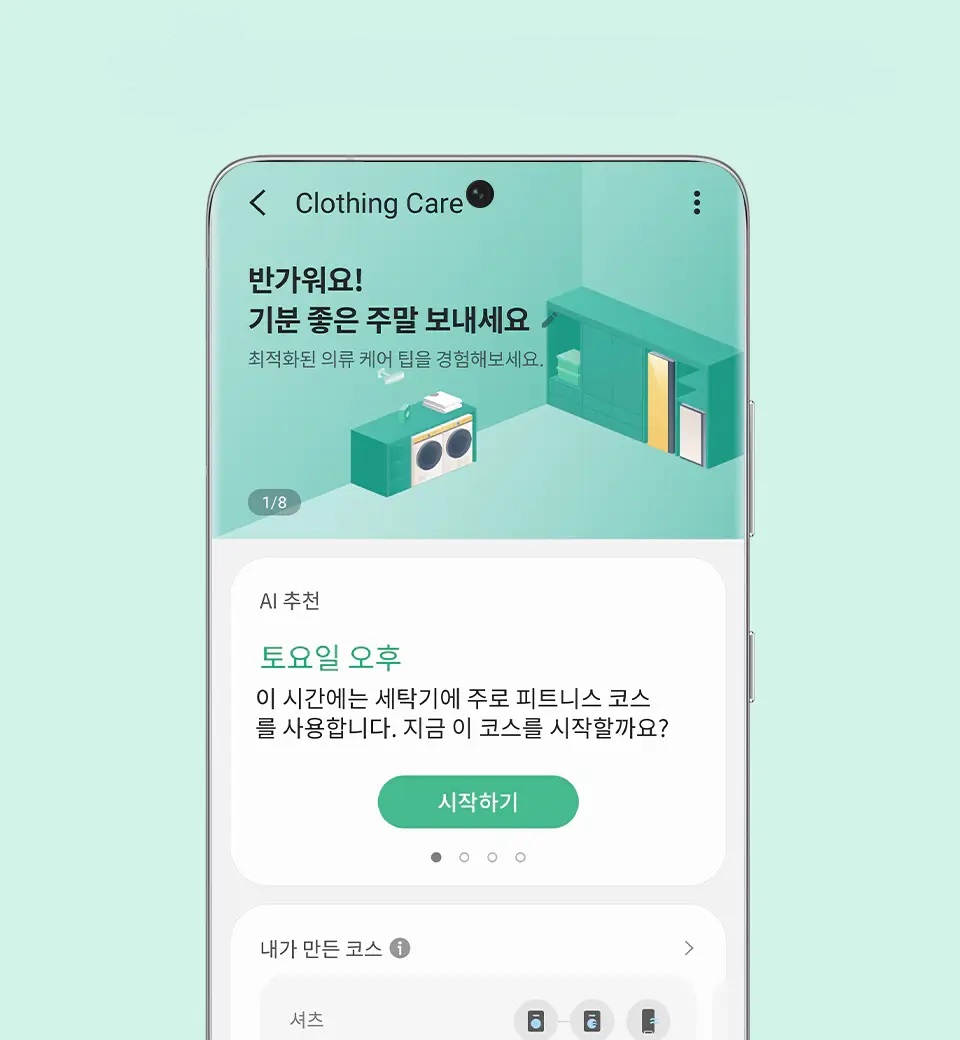 Clothing Care
반가워요!
기분 좋은 주말 보내세요
최적화된 의류 케어 팁을 경험해보세요.
1/8
AI 추천
토요일 오후
이 시간에는 세탁기에 주로 피트니스 코스
를 사용합니다. 지금 이 코스를 시작할까요?
시작하기
내가 만든 코스
셔츠